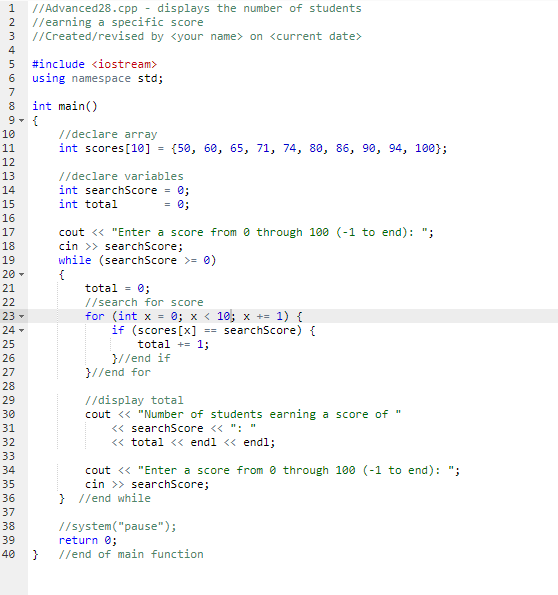 1 //Advanced28.cpp - displays the number of students
2 //earning a specific score
3 //Created/revised by <your name> on <current date>
4
5 #include <iostream>
6 using namespace std;
7
8 int main()
9 {
10 //declare array
11 int scores[10] = {50, 60, 65, 71, 74, 80, 86, 90, 94, 100};
12
13 //declare variables
14 int searchScore = 0;
15 int total = 0;
16
17 cout << "Enter a score from 0 through 100 (-1 to end): ";
18 cin >> searchScore;
19 while (searchScore >= 0)
20 {
21 total = 0;
22 //search for score
23 for (int x = 0; x < 10; x += 1) {
24 if (scores[x] == searchScore) {
25 total += 1;
26 }//end if
27 }//end for
28
29 //display total
30 cout << "Number of students earning a score of "
31 << searchScore << ": "
32 << total << endl << endl;
33
34 cout << "Enter a score from 0 through 100 (-1 to end): ";
35 cin >> searchScore;
36 } //end while
37
38 //system("pause");
39 return 0;
40 } //end of main function